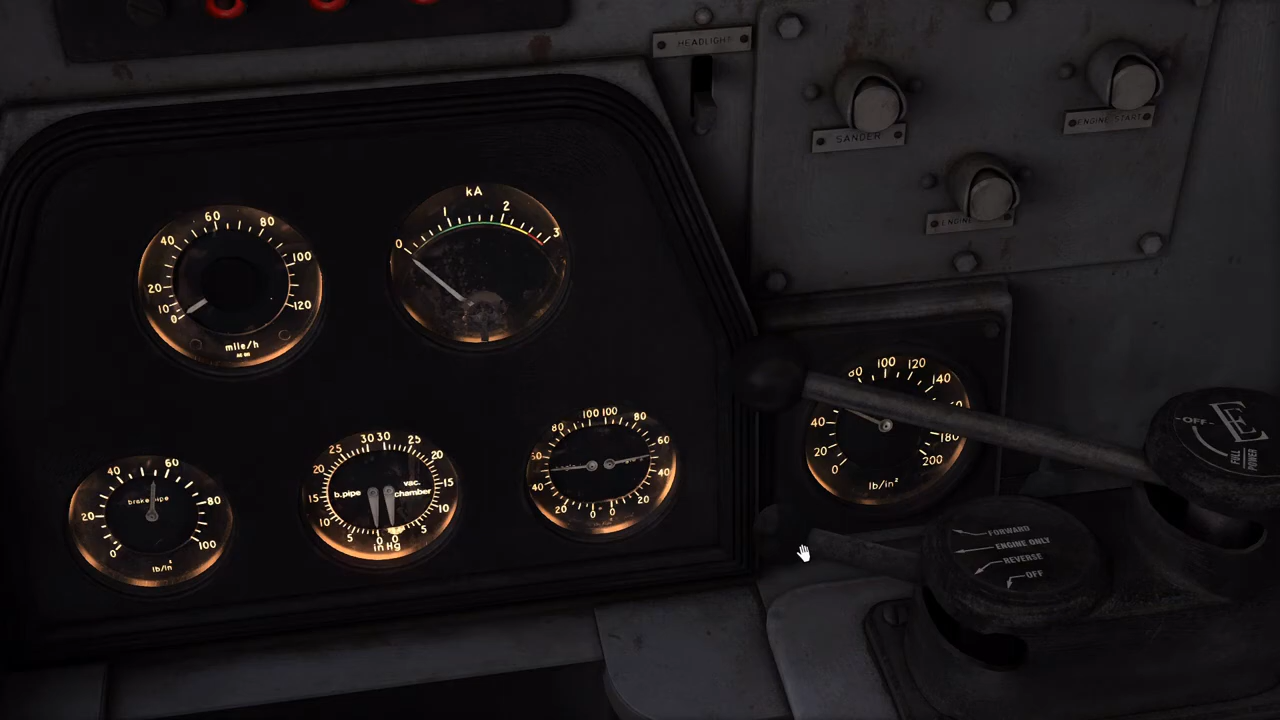 HEADLIGHT
SANDER
ENGINE START
ENGINE
kA
0 1 2 3
0 10 20 40 60 80 100 120
mile/h
0 20 40 60 80 100
brake pipe
lb/in²
0 5 10 15 20 25 30 30 25 20 15 10 5 0
b.pipe
vac.
chamber
in Hg
0 20 40 60 80 100 100 80 60 40 20 0
0 20 40 100 120 140 180 200
lb/in²
OFF
E
FULL
POWER
FORWARD
ENGINE ONLY
REVERSE
OFF